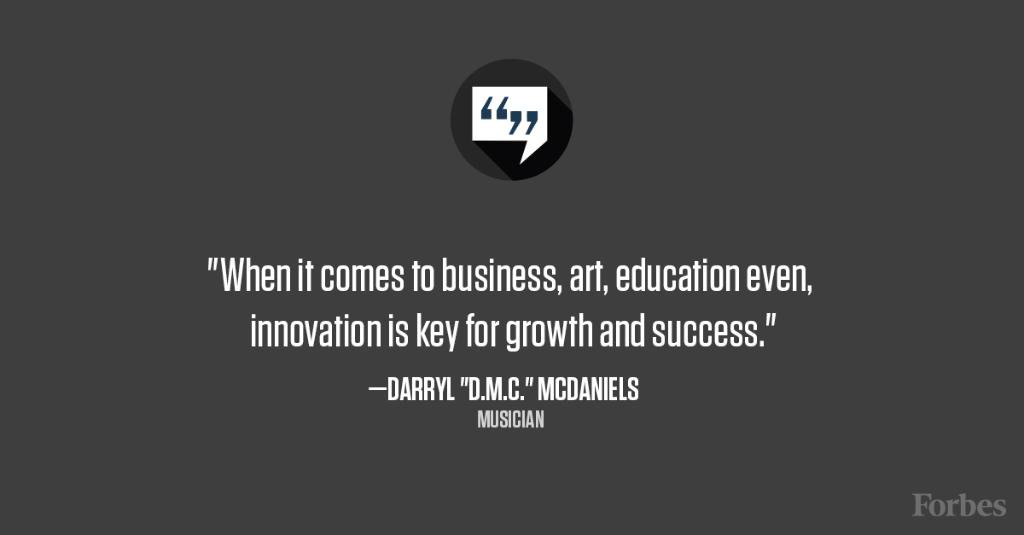 "When it comes to business, art, education even,
innovation is key for growth and success."
—DARRYL "D.M.C." MCDANIELS
MUSICIAN
Forbes